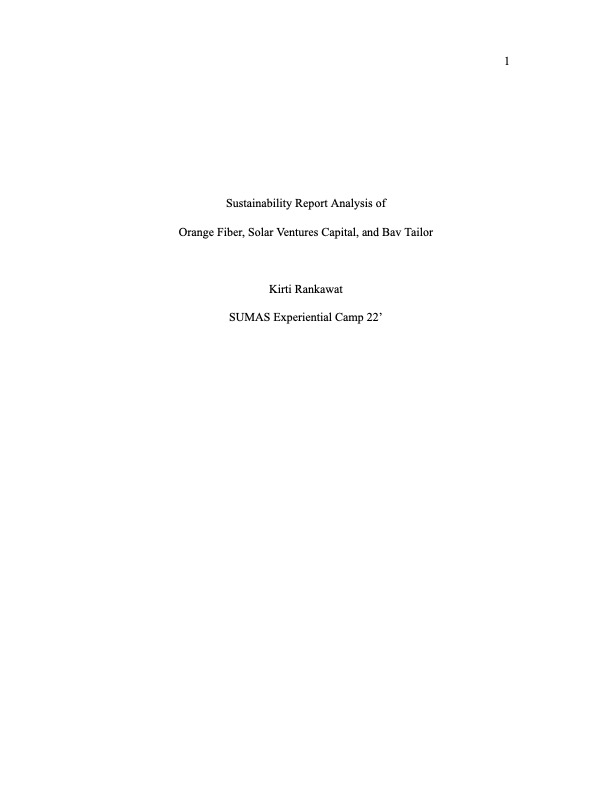 1
Sustainability Report Analysis of
Orange Fiber, Solar Ventures Capital, and Bav Tailor
Kirti Rankawat
SUMAS Experiential Camp 22’